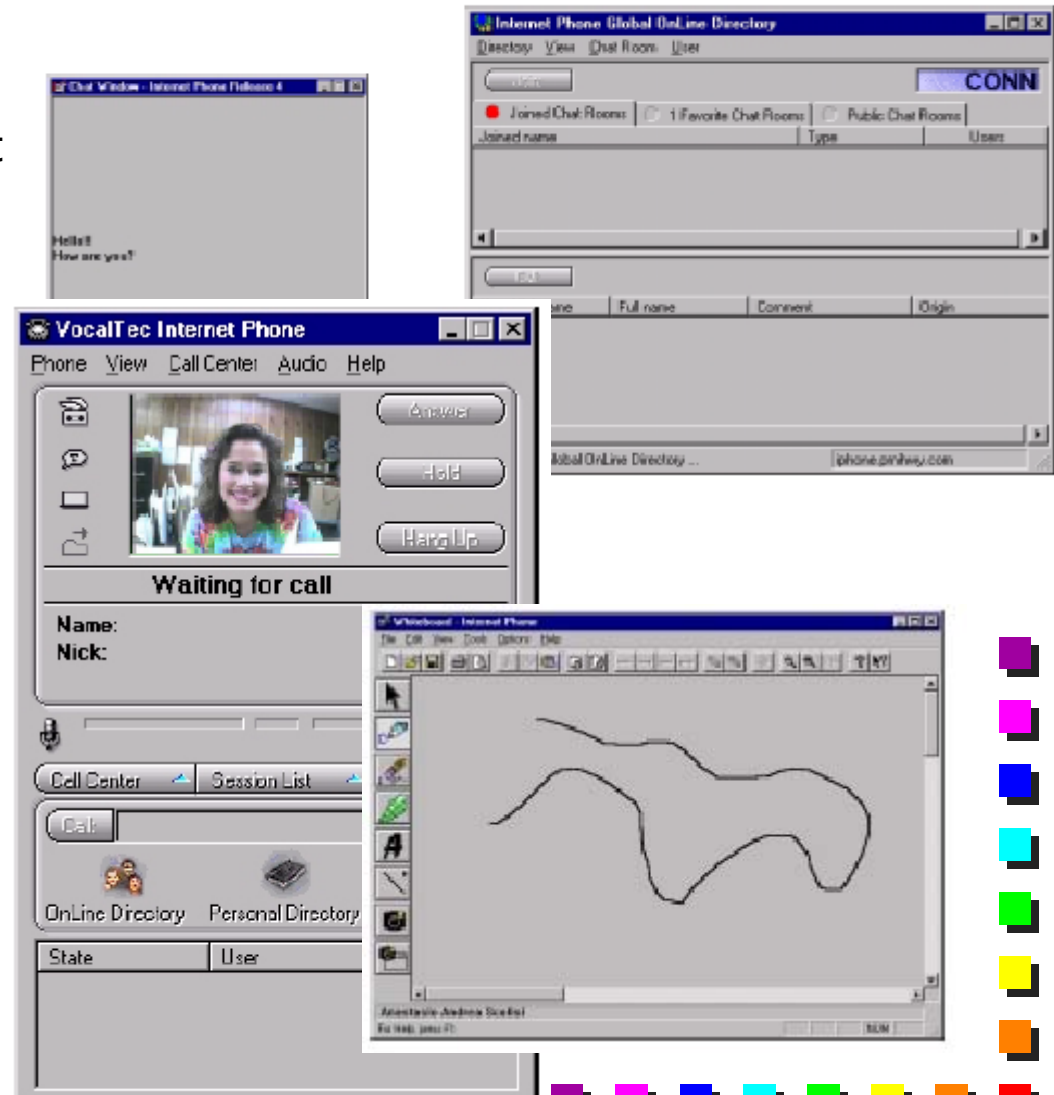 Internet Phone Global OnLine Directory
Directory View Chat Room User
CONN
Joined Chat Rooms 1 Favorite Chat Rooms Public Chat Rooms
Joined name Type Users
Chat Window - Internet Phone Release 4
Hello!!
How are you?
Full name Comment Origin
Global OnLine Directory ...
VocalTec Internet Phone
Phone View Call Center Audio Help
Answer
Hold
Hang Up
Waiting for call
Name:
Nick:
Call Center Session List
Call
OnLine Directory Personal Directory
State User
Whiteboard - Internet Phone
File Edit View Tools Options Help
For Help, press F1
NUM